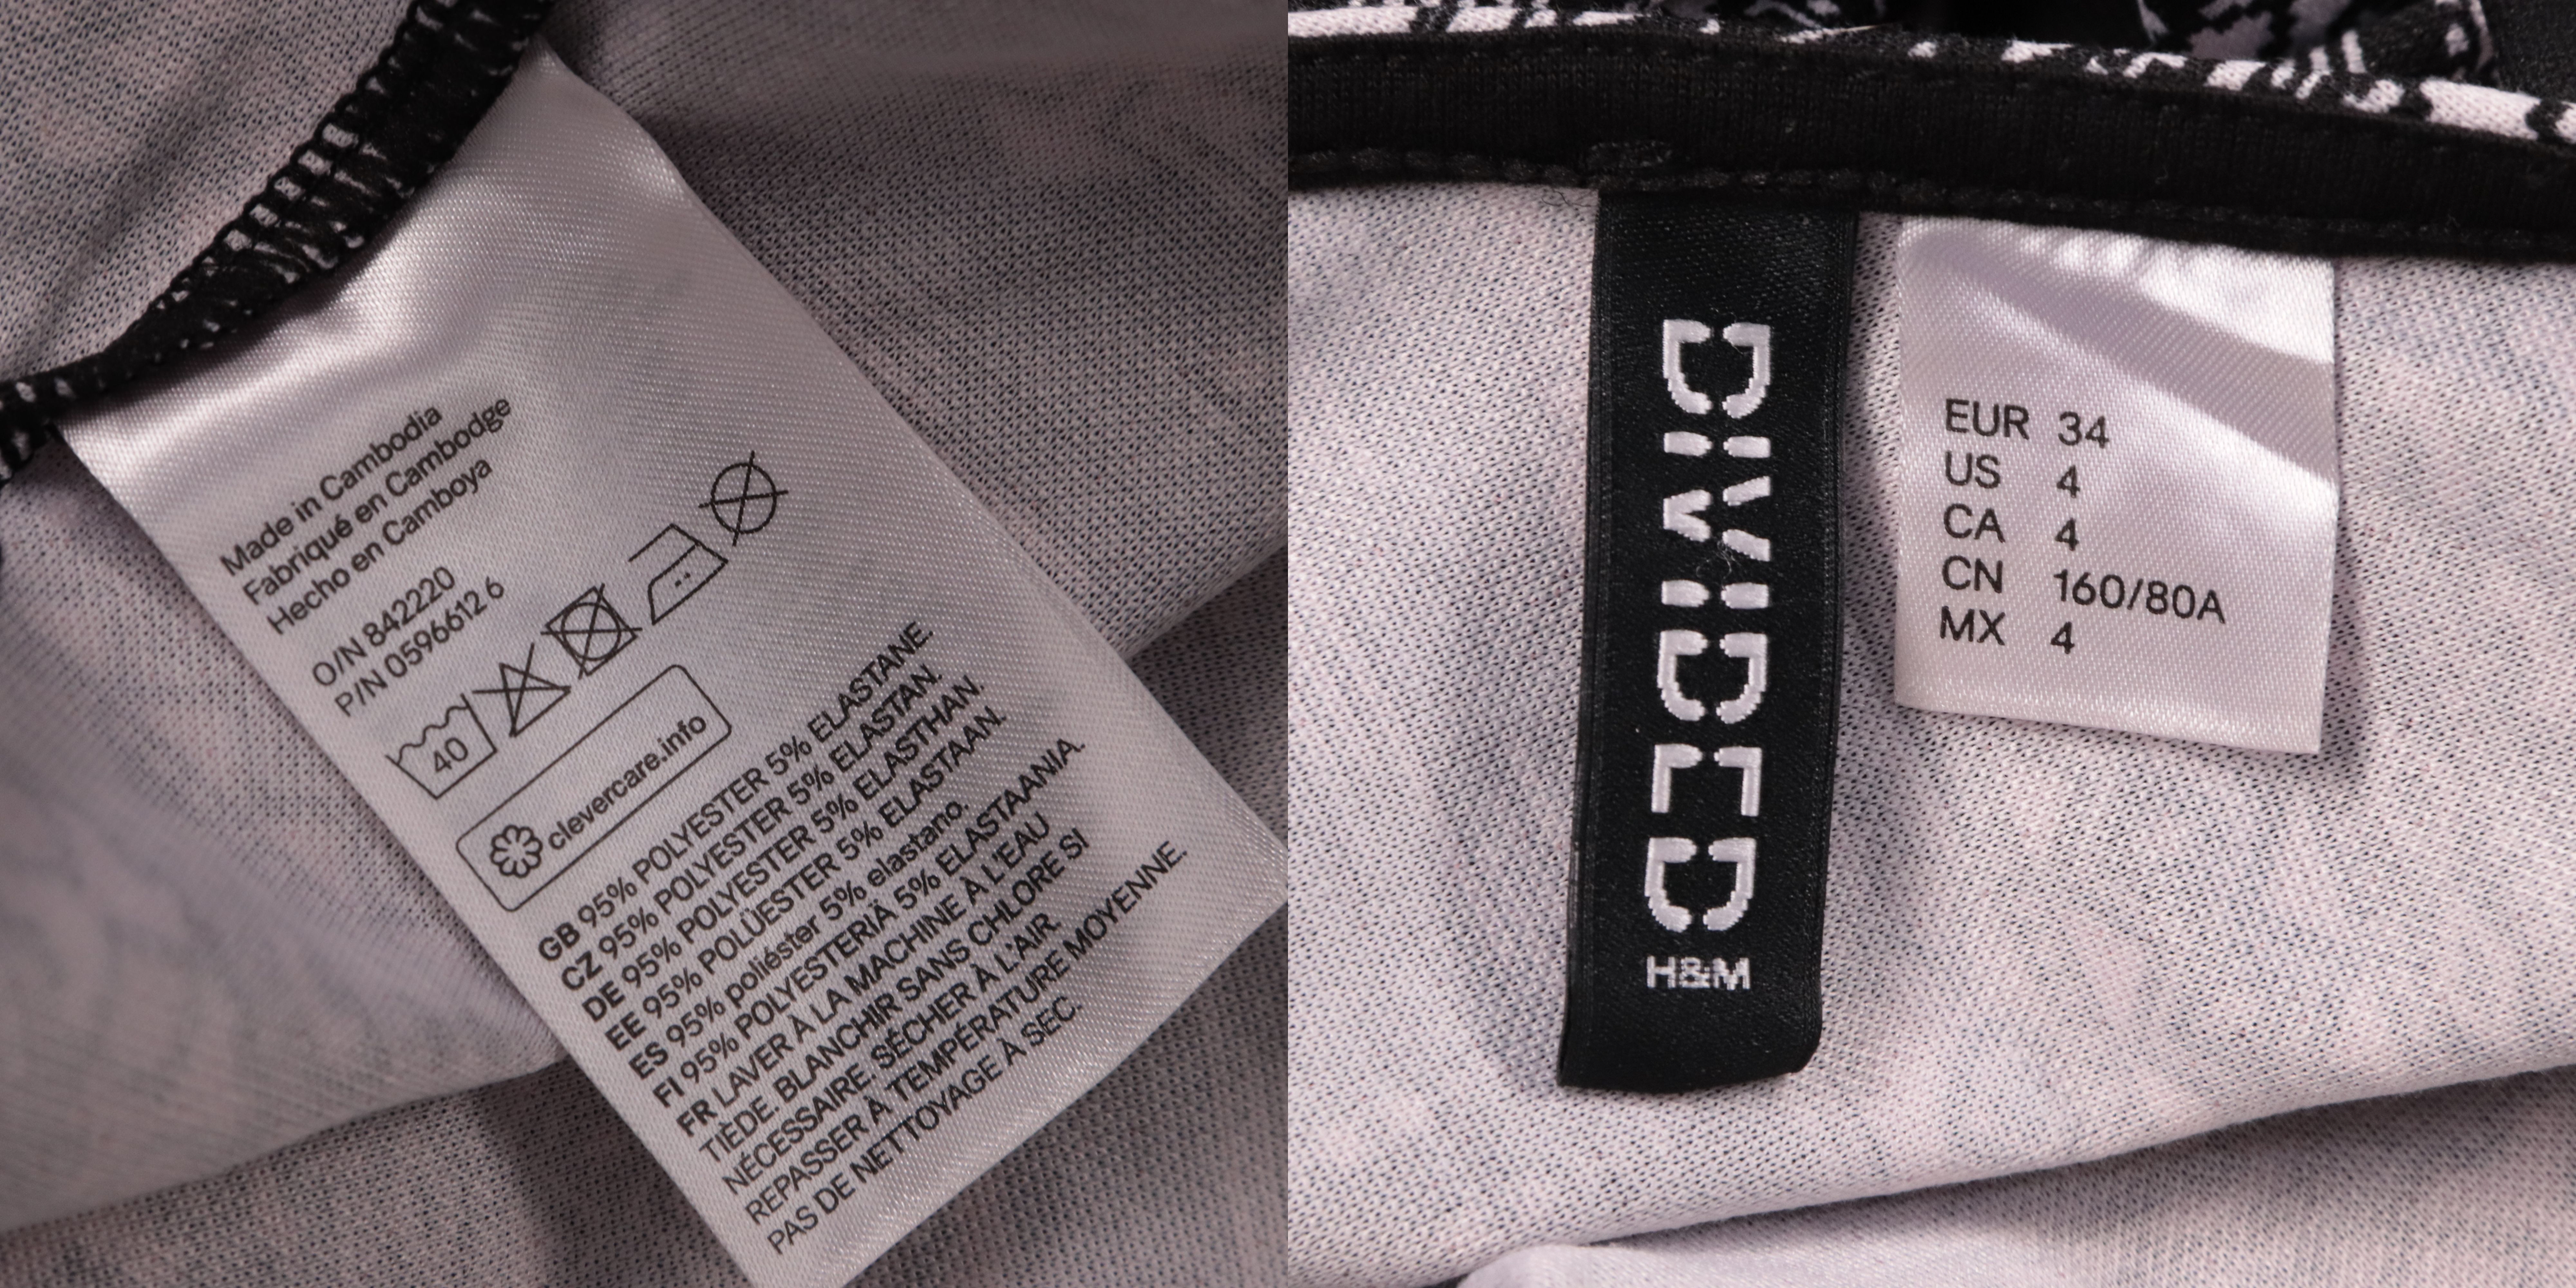 Made in Cambodia
Fabriqué en Cambodge
Hecho en Camboya
O/N 842220
P/N 0596612 6
40
clevercare.info
GB 95% POLYESTER 5% ELASTANE.
CZ 95% POLYESTER 5% ELASTAN.
DE 95% POLYESTER 5% ELASTHAN.
EE 95% POLÜESTER 5% ELASTAAN.
ES 95% poliéster 5% elastano.
FI 95% POLYESTERIÄ 5% ELASTAANIA.
FR LAVER À LA MACHINE À L'EAU
TIÈDE. BLANCHIR SANS CHLORE SI
NÉCESSAIRE. SÉCHER À L'AIR.
REPASSER À TEMPÉRATURE MOYENNE.
PAS DE NETTOYAGE À SEC.
DIVIDED
H&M
EUR 34
US 4
CA 4
CN 160/80A
MX 4